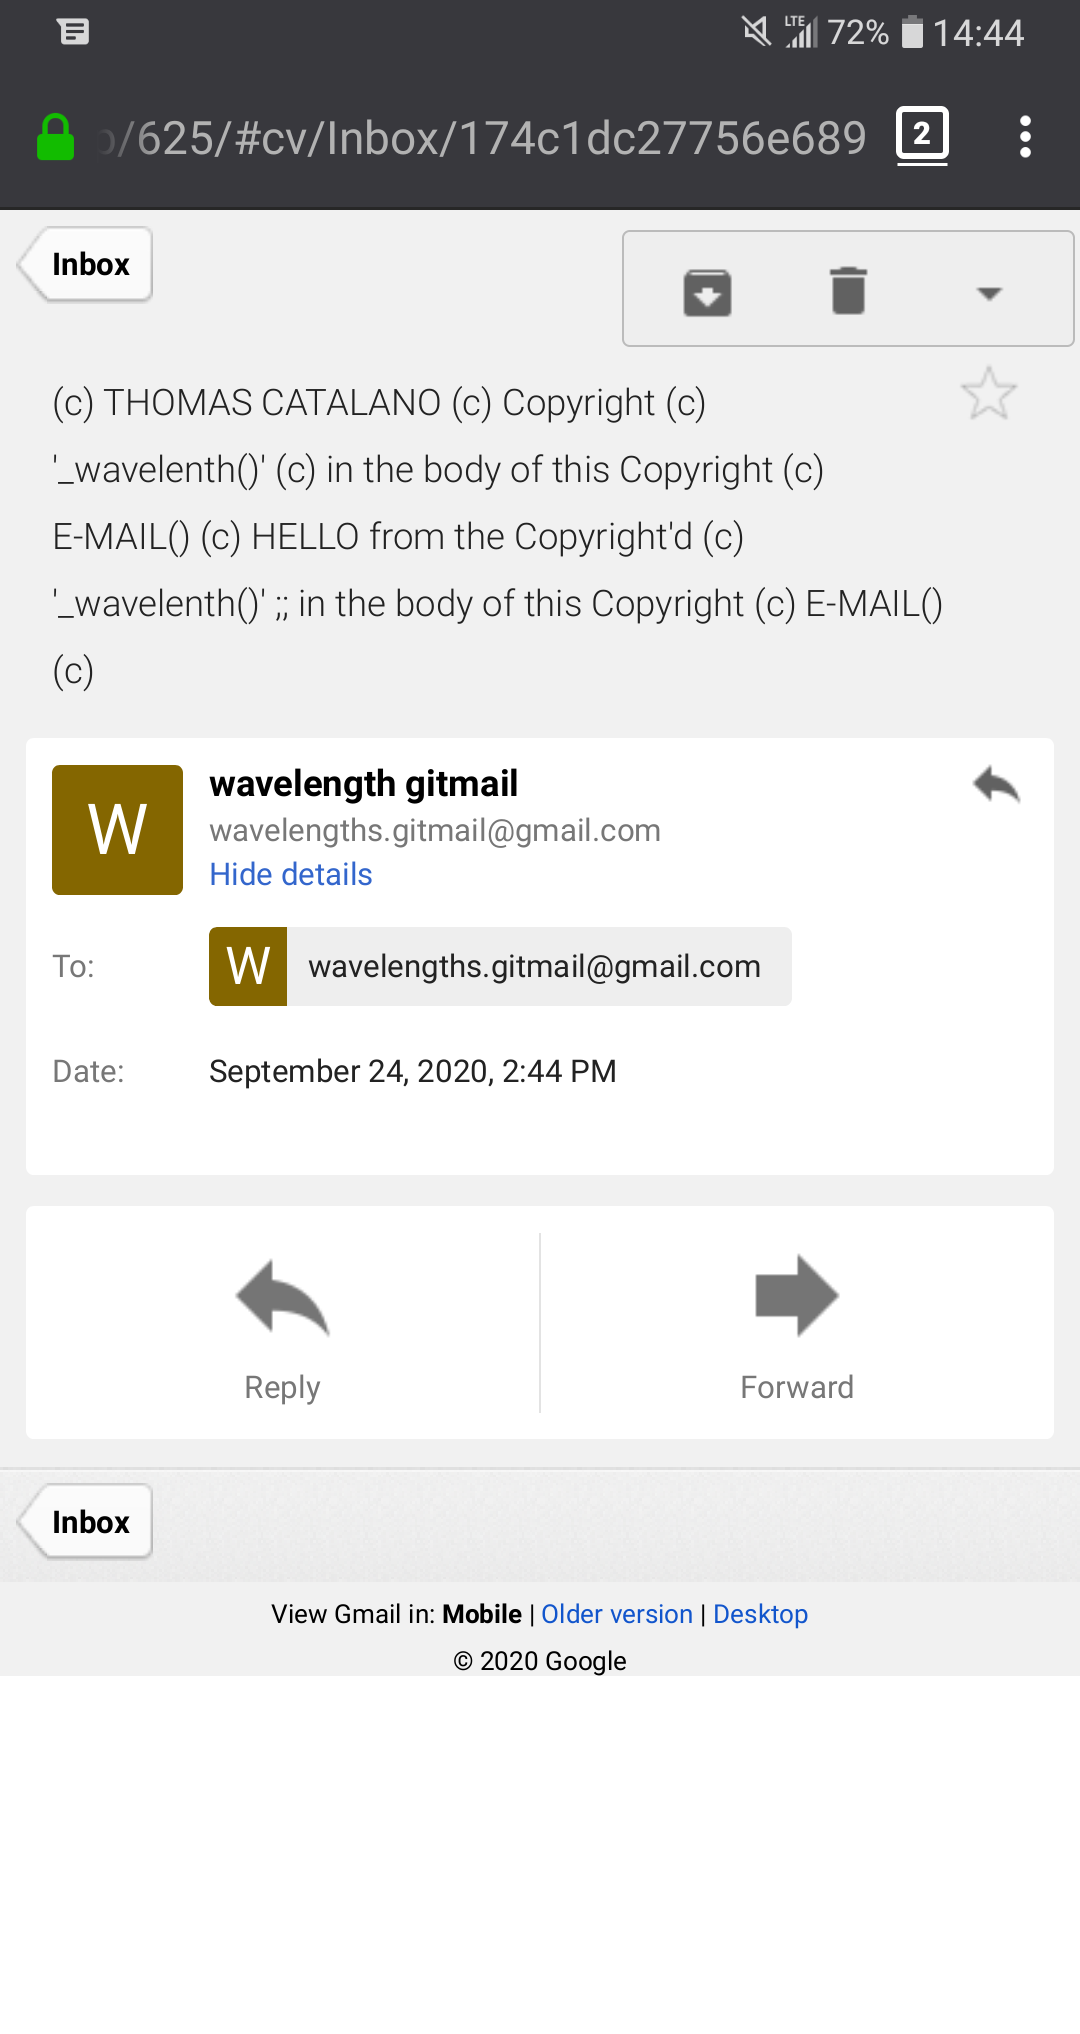 LTE 72% 14:44
/625/#cv/Inbox/174c1dc27756e689 2
Inbox
(c) THOMAS CATALANO (c) Copyright (c)
'_wavelenth()' (c) in the body of this Copyright (c)
E-MAIL() (c) HELLO from the Copyright'd (c)
'_wavelenth()' ;; in the body of this Copyright (c) E-MAIL()
(c)
W
wavelength gitmail
wavelengths.gitmail@gmail.com
Hide details
To: W wavelengths.gitmail@gmail.com
Date: September 24, 2020, 2:44 PM
Reply Forward
Inbox
View Gmail in: Mobile | Older version | Desktop
© 2020 Google